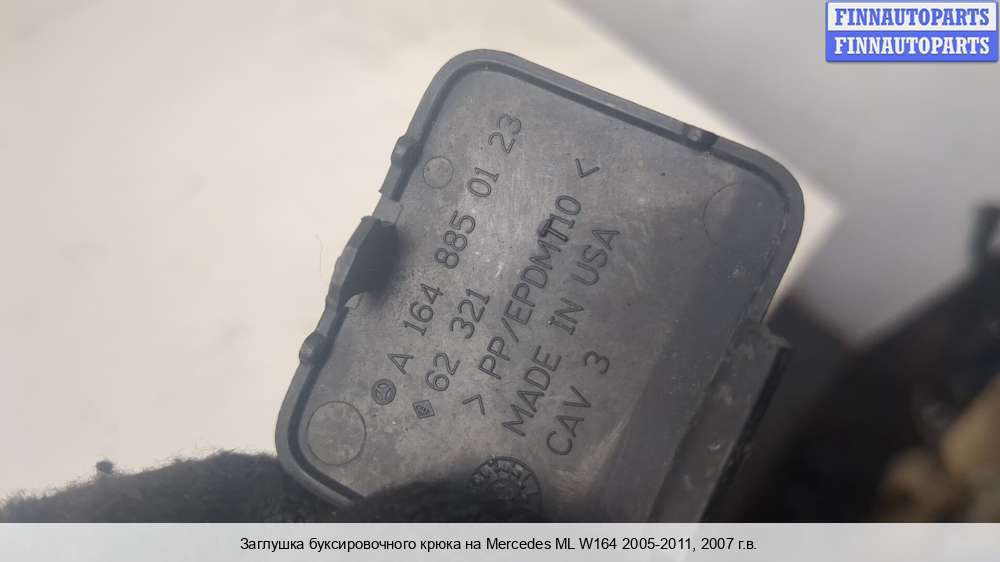 FINNAUTOPARTS
FINNAUTOPARTS
A 164 885 01 23
62 321
> PP/EPDMT10 <
MADE IN USA
CAV 3
Заглушка буксировочного крюка на Mercedes ML W164 2005-2011, 2007 г.в.